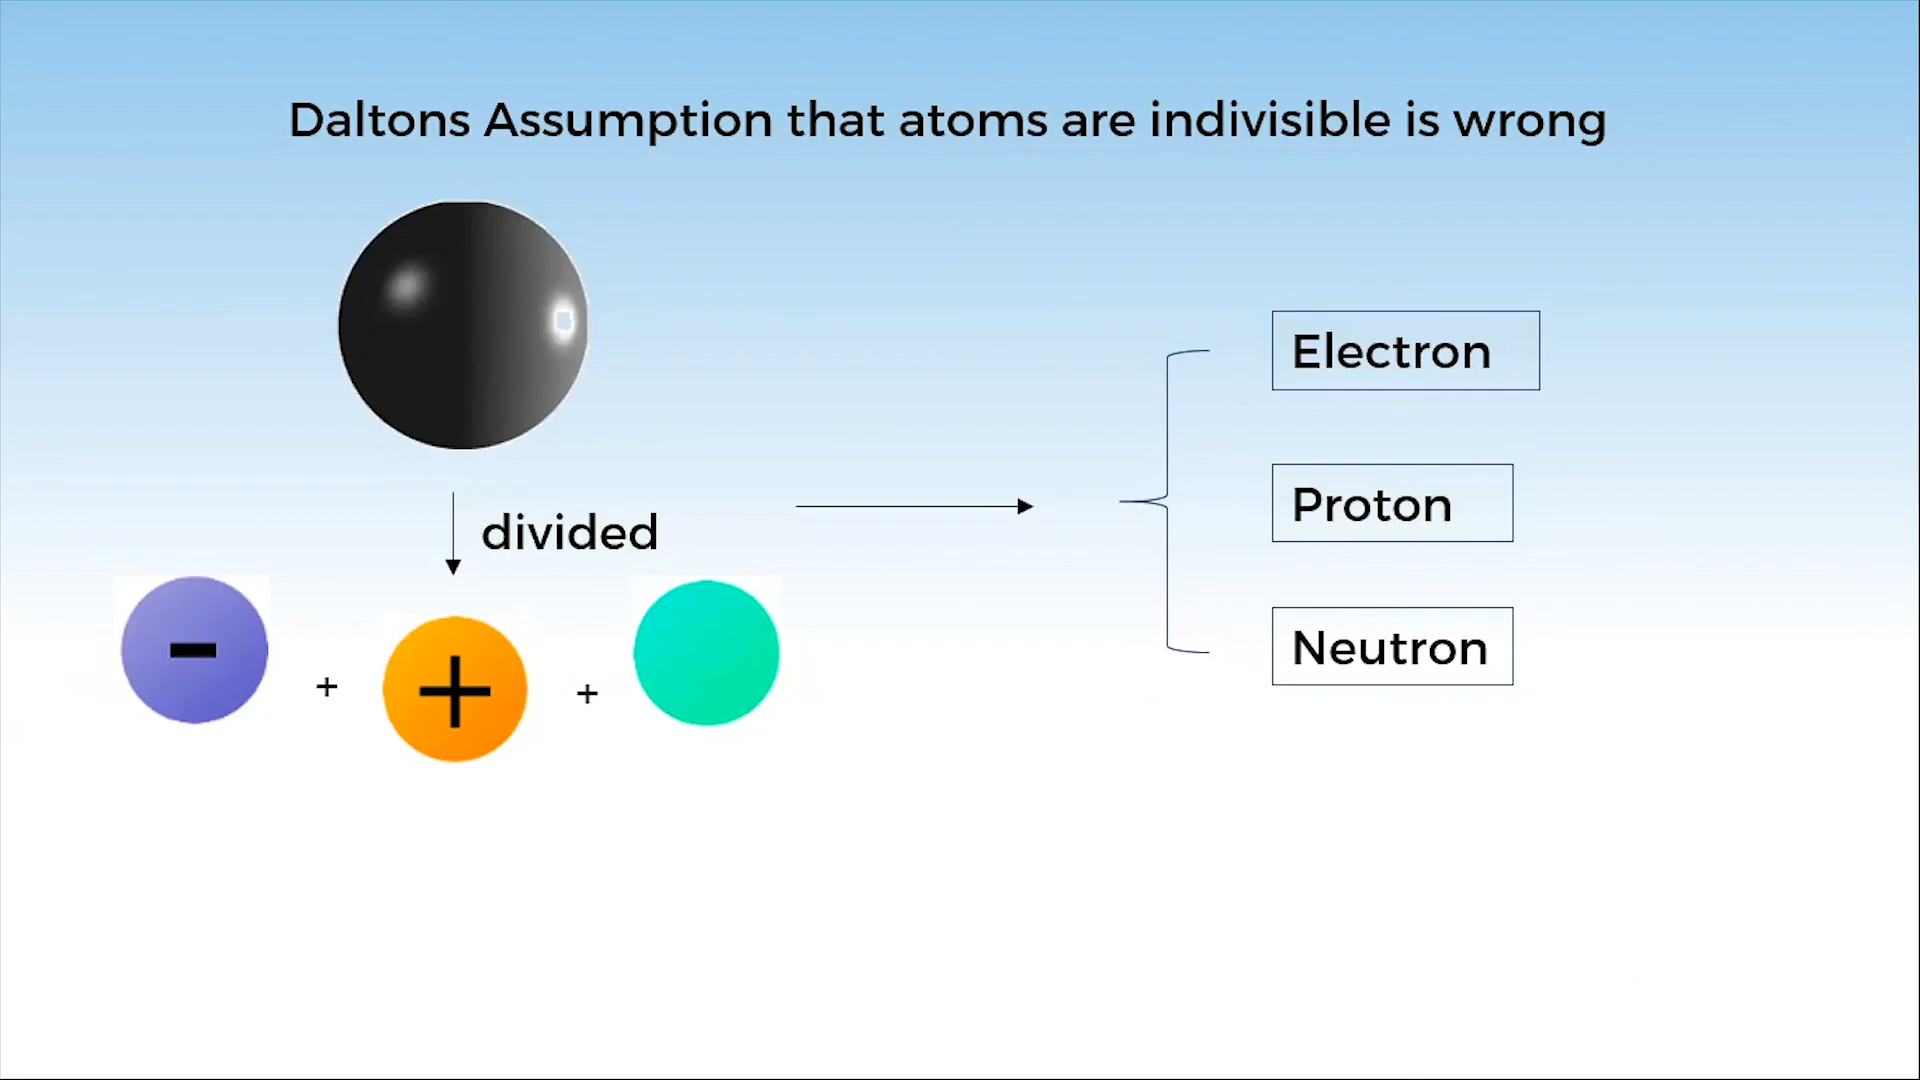 Daltons Assumption that atoms are indivisible is wrong
divided
- + + +
Electron
Proton
Neutron